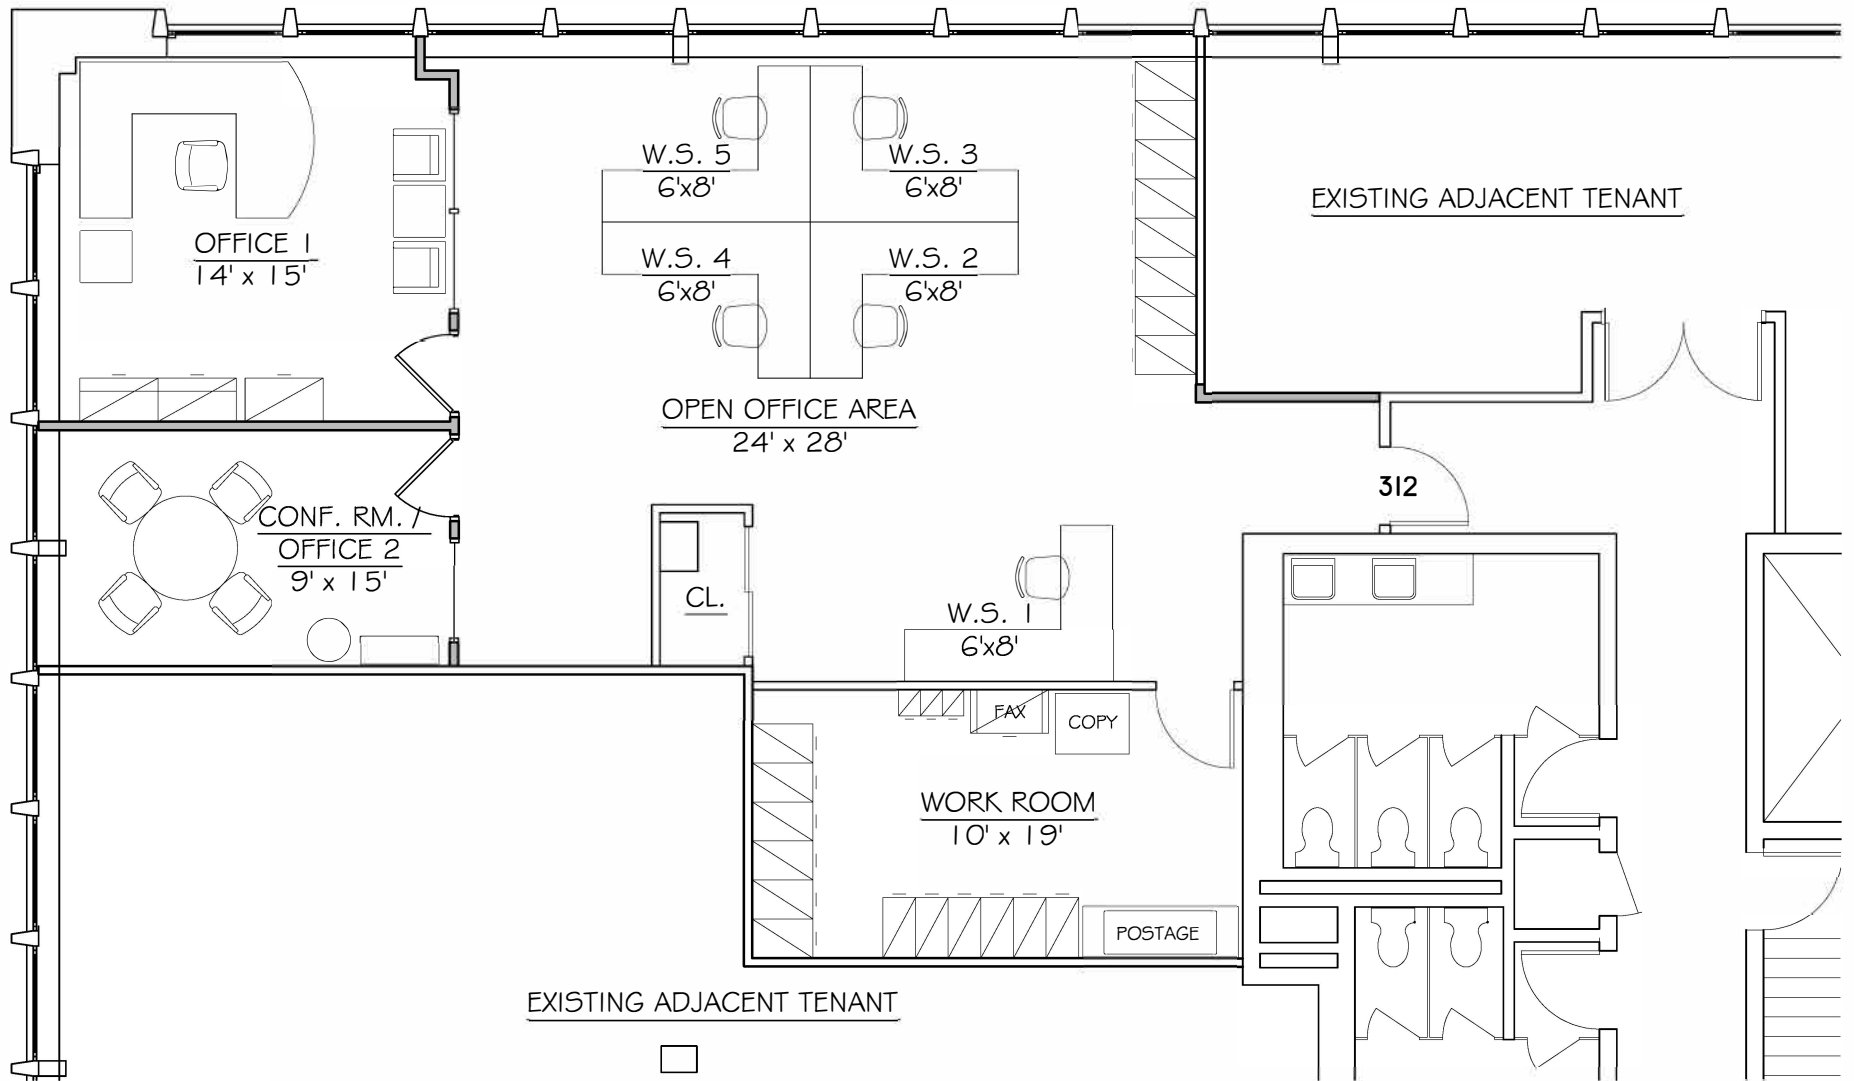 W.S. 5
6'x8'
W.S. 3
6'x8'
EXISTING ADJACENT TENANT
OFFICE 1
14' x 15'
W.S. 4
6'x8'
W.S. 2
6'x8'
OPEN OFFICE AREA
24' x 28'
312
CONF. RM. /
OFFICE 2
9' x 15'
CL.
W.S. 1
6'x8'
FAX
COPY
WORK ROOM
10' x 19'
POSTAGE
EXISTING ADJACENT TENANT